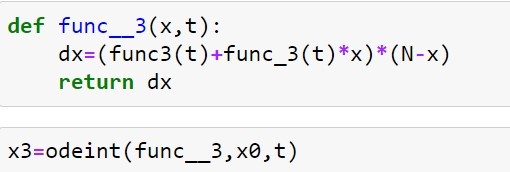 def func__3(x,t):
    dx=(func3(t)+func_3(t)*x)*(N-x)
    return dx
x3=odeint(func__3,x0,t)